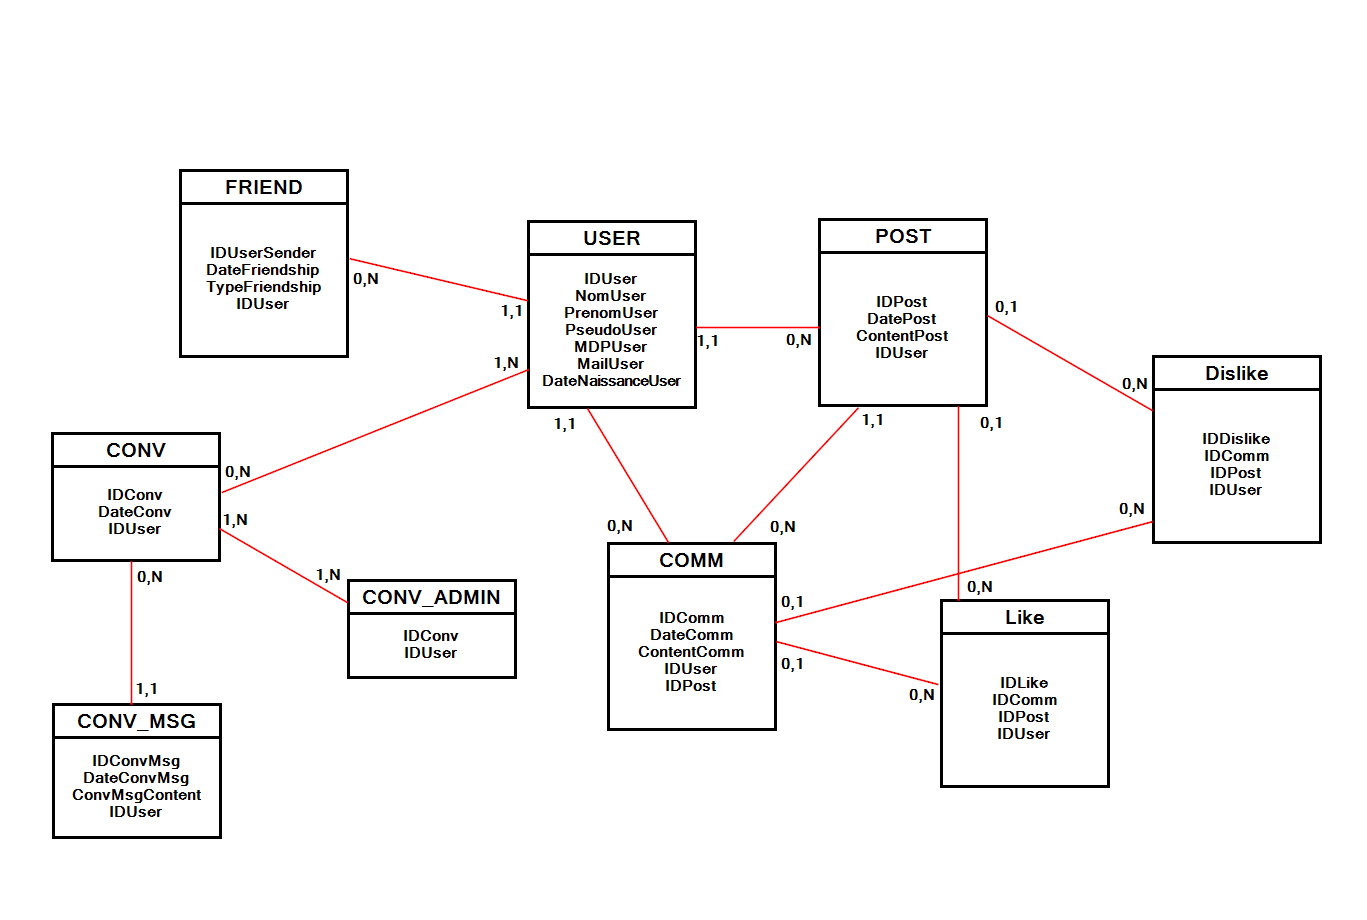 FRIEND
IDUserSender
DateFriendship
TypeFriendship
IDUser
0,N
1,1
USER
IDUser
NomUser
PrenomUser
PseudoUser
MDPUser
MailUser
DateNaissanceUser
1,N
1,1
1,1
0,N
POST
IDPost
DatePost
ContentPost
IDUser
0,1
1,1
0,1
0,N
Dislike
IDDislike
IDComm
IDPost
IDUser
0,N
CONV
IDConv
DateConv
IDUser
0,N
1,N
0,N
1,N
CONV_ADMIN
IDConv
IDUser
1,1
CONV_MSG
IDConvMsg
DateConvMsg
ConvMsgContent
IDUser
0,N
0,N
COMM
IDComm
DateComm
ContentComm
IDUser
IDPost
0,1
0,1
0,N
0,N
Like
IDLike
IDComm
IDPost
IDUser